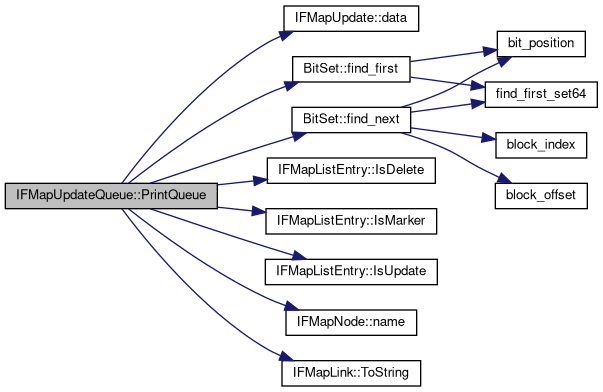 IFMapUpdate::data
bit_position
BitSet::find_first
find_first_set64
BitSet::find_next
block_index
IFMapListEntry::IsDelete
IFMapUpdateQueue::PrintQueue
block_offset
IFMapListEntry::IsMarker
IFMapListEntry::IsUpdate
IFMapNode::name
IFMapLink::ToString